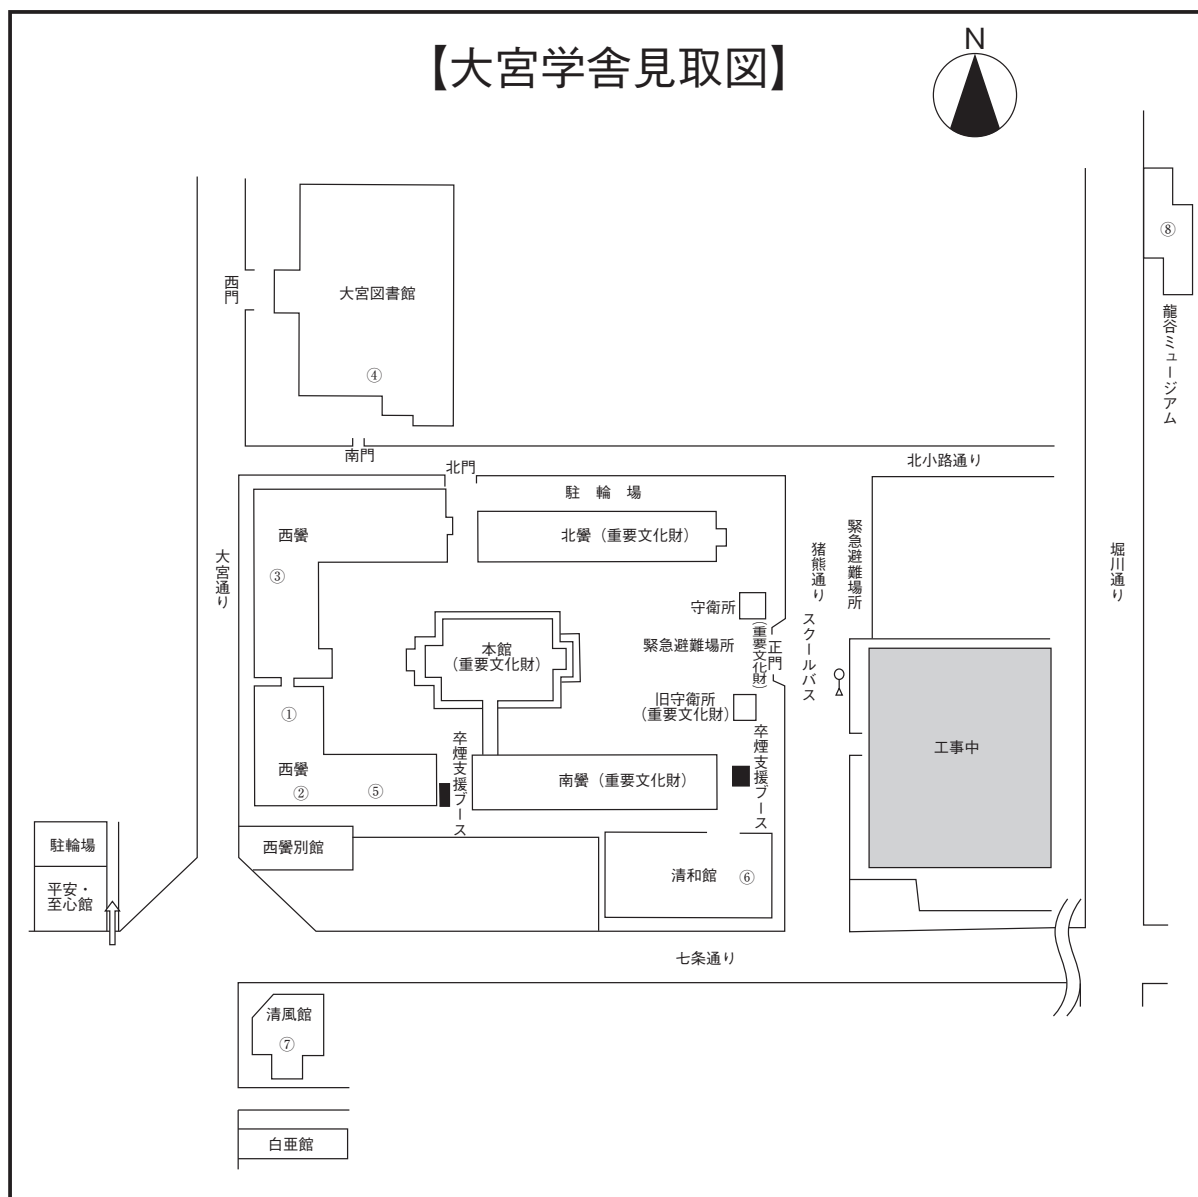 【大宮学舎見取図】
N
⑧
西門
大宮図書館
龍谷ミュージアム
④
南門
北門
北小路通り
駐輪場
西黌
北黌（重要文化財）
緊急避難場所
大宮通り
猪熊通り
堀川通り
③
守衛所
スクールバス
本館
（重要文化財）
緊急避難場所
正門
（重要文化財）
旧守衛所
（重要文化財）
①
卒煙支援ブース
卒煙支援ブース
工事中
西黌
②
⑤
南黌（重要文化財）
駐輪場
西黌別館
清和館
⑥
平安・
至心館
七条通り
清風館
⑦
白亜館